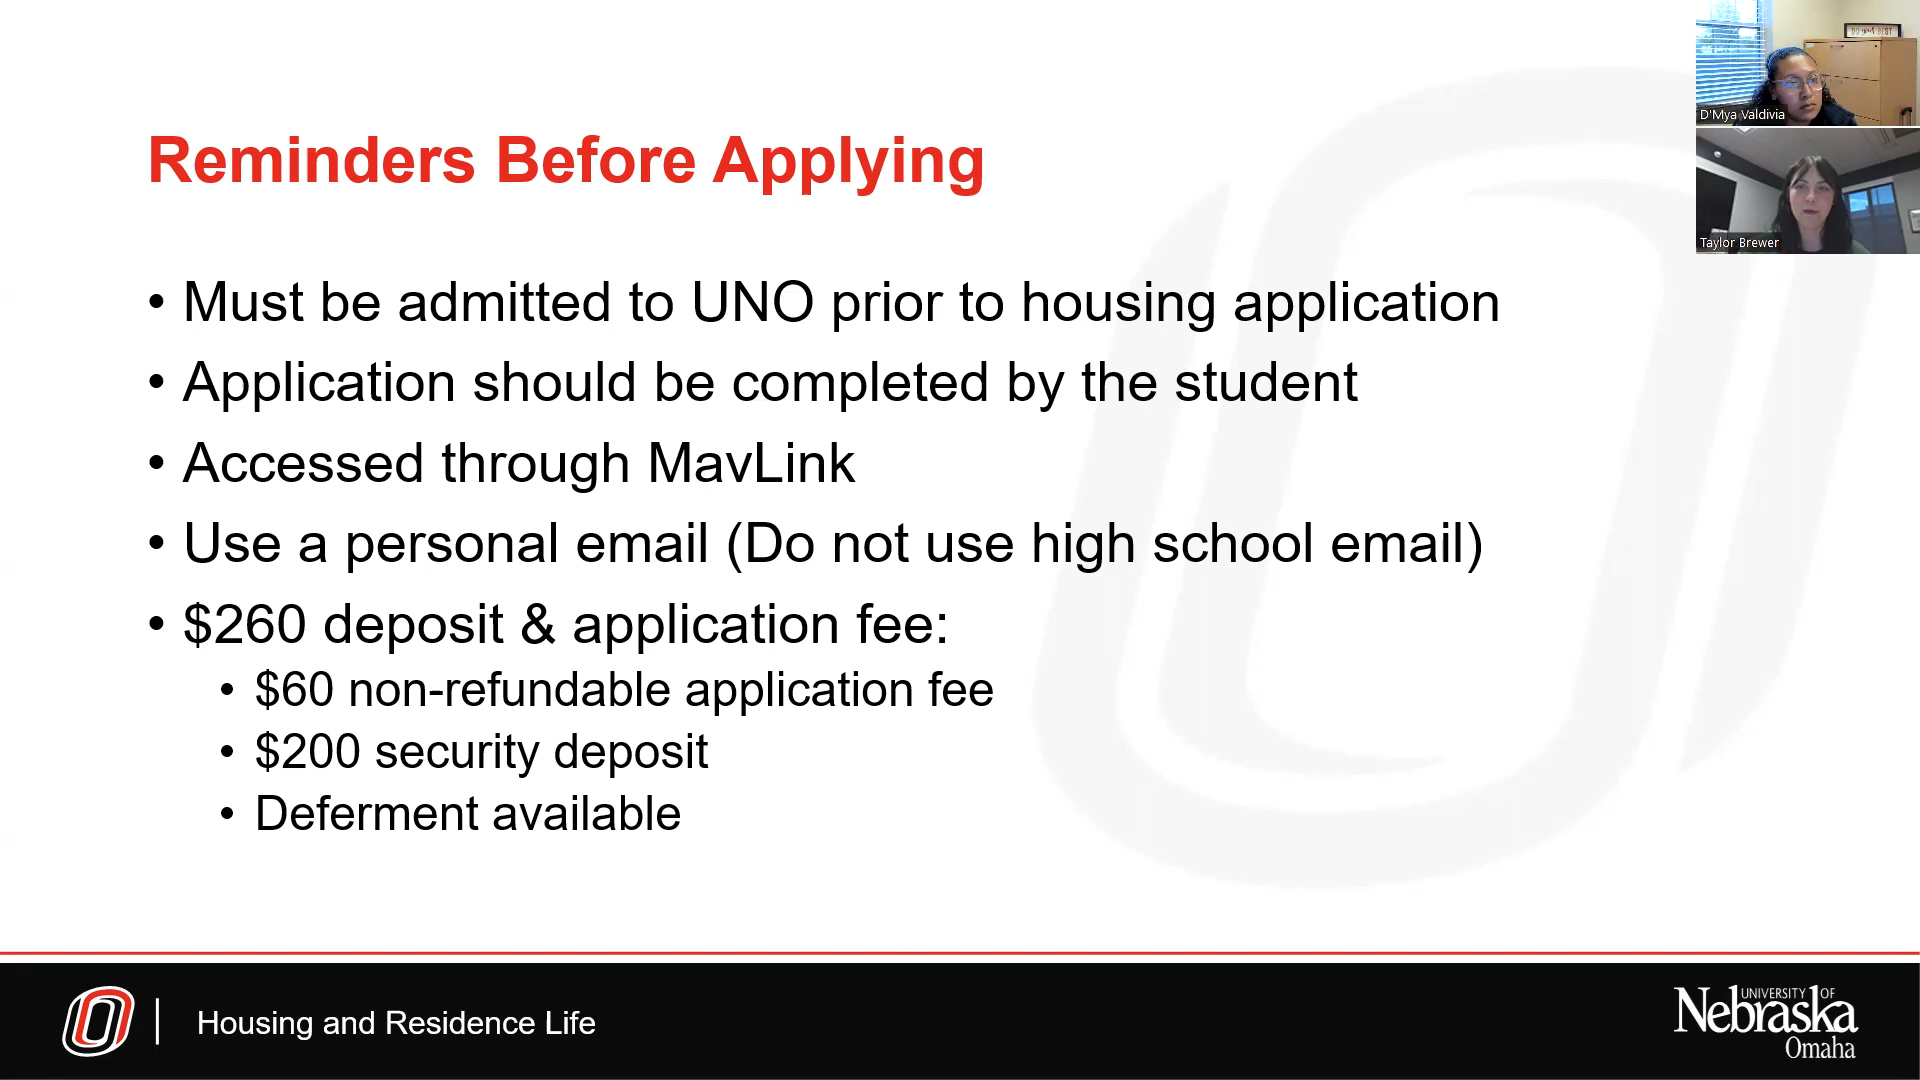 Reminders Before Applying
• Must be admitted to UNO prior to housing application
• Application should be completed by the student
• Accessed through MavLink
• Use a personal email (Do not use high school email)
• $260 deposit & application fee:
• $60 non-refundable application fee
• $200 security deposit
• Deferment available
DO your BEST
D'Mya Valdivia
Taylor Brewer
Housing and Residence Life
UNIVERSITY OF
Nebraska
Omaha